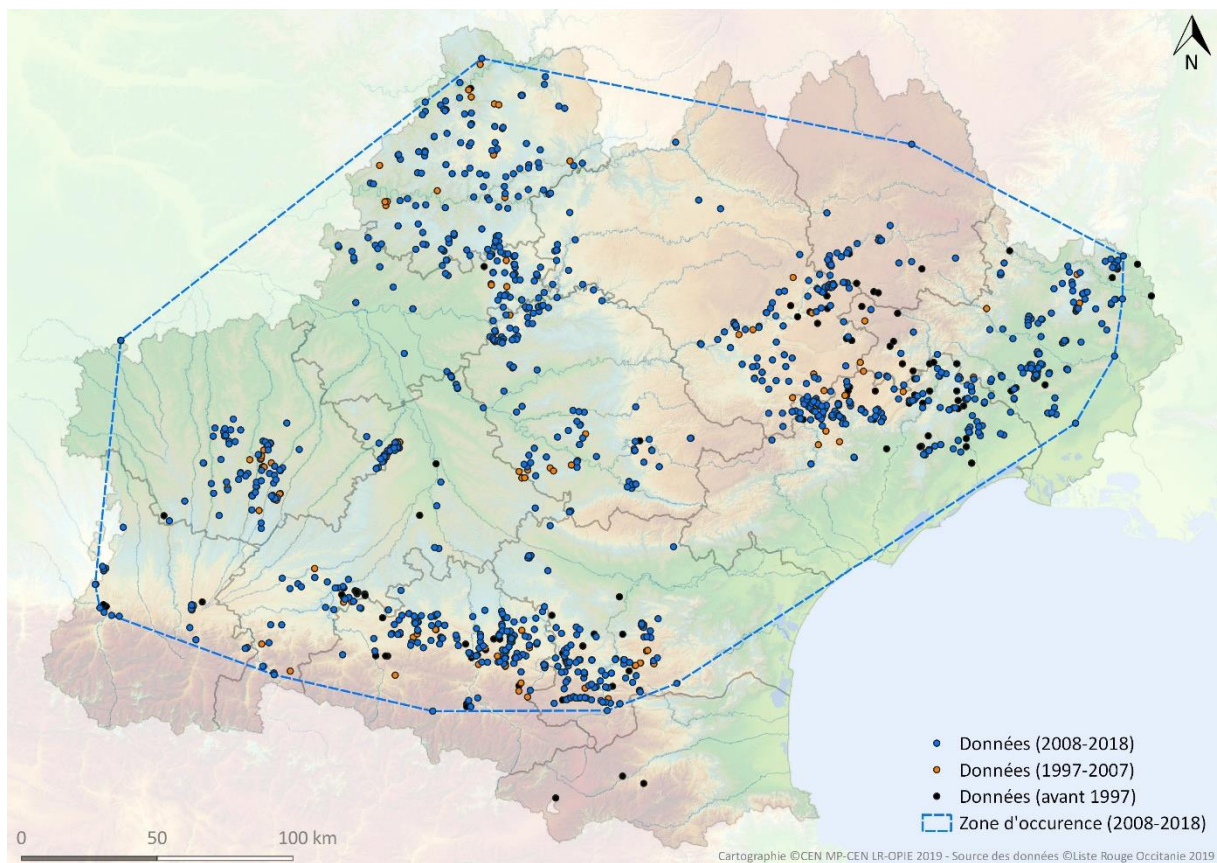 N
Données (2008-2018)
Données (1997-2007)
Données (avant 1997)
Zone d'occurence (2008-2018)
0 50 100 km
Cartographie ©CEN MP-CEN LR-OPIE 2019 - Source des données ©Liste Rouge Occitanie 2019